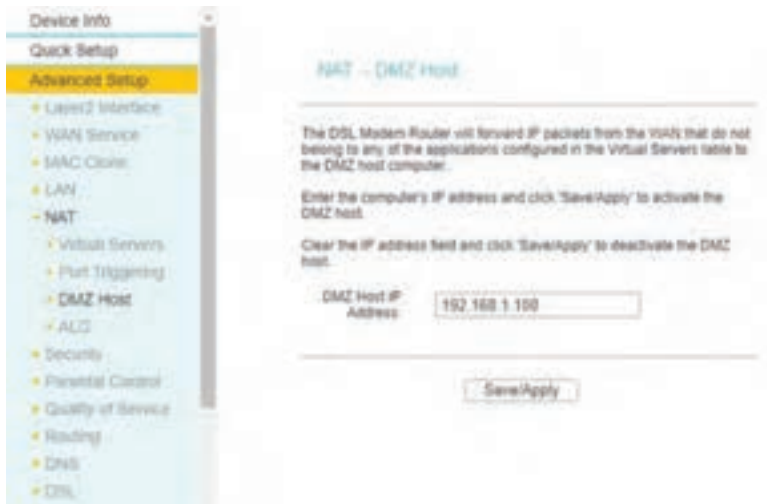 Device Info
Quick Setup
Advanced Setup
Layer2 Interface
WAN Service
MAC Clone
LAN
NAT
Virtual Servers
Port Triggering
DMZ Host
ALG
Security
Parental Control
Quality of Service
Routing
DNS
DSL
NAT -- DMZ Host
The DSL Modem Router will forward IP packets from the WAN that do not
belong to any of the applications configured in the Virtual Servers table to
the DMZ host computer.
Enter the computer's IP address and click 'Save/Apply' to activate the
DMZ host.
Clear the IP address field and click 'Save/Apply' to deactivate the DMZ
host.
DMZ Host IP
Address:
192.168.1.100
Save/Apply